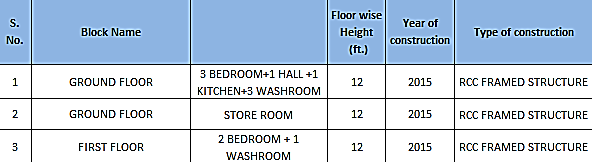 S. No. Block Name Floor wise Height (ft.) Year of construction Type of construction
1 GROUND FLOOR 3 BEDROOM+1 HALL +1 KITCHEN+3 WASHROOM 12 2015 RCC FRAMED STRUCTURE
2 GROUND FLOOR STORE ROOM 12 2015 RCC FRAMED STRUCTURE
3 FIRST FLOOR 2 BEDROOM + 1 WASHROOM 12 2015 RCC FRAMED STRUCTURE